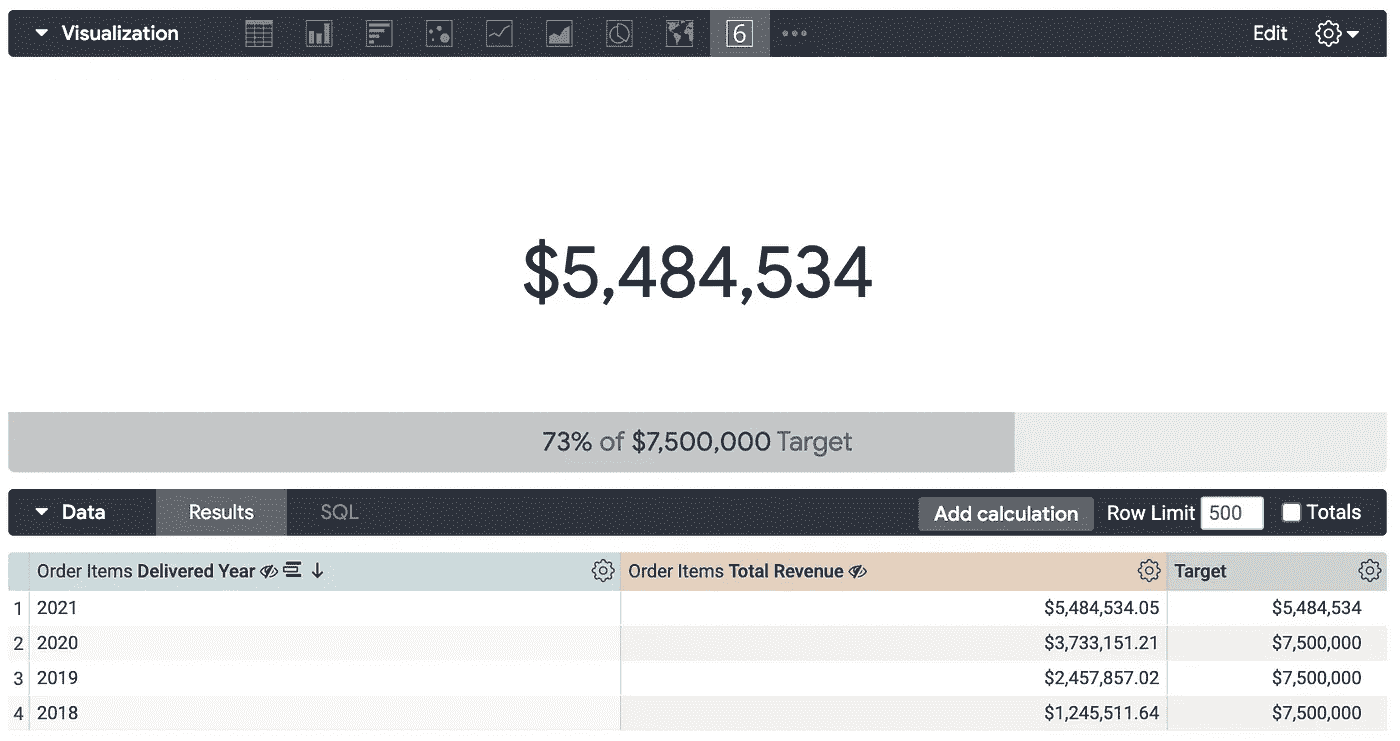 Visualization 6 Edit
$5,484,534
73% of $7,500,000 Target
Data Results SQL Add calculation Row Limit 500 Totals
Order Items Delivered Year Order Items Total Revenue Target
1 2021 $5,484,534.05 $5,484,534
2 2020 $3,733,151.21 $7,500,000
3 2019 $2,457,857.02 $7,500,000
4 2018 $1,245,511.64 $7,500,000